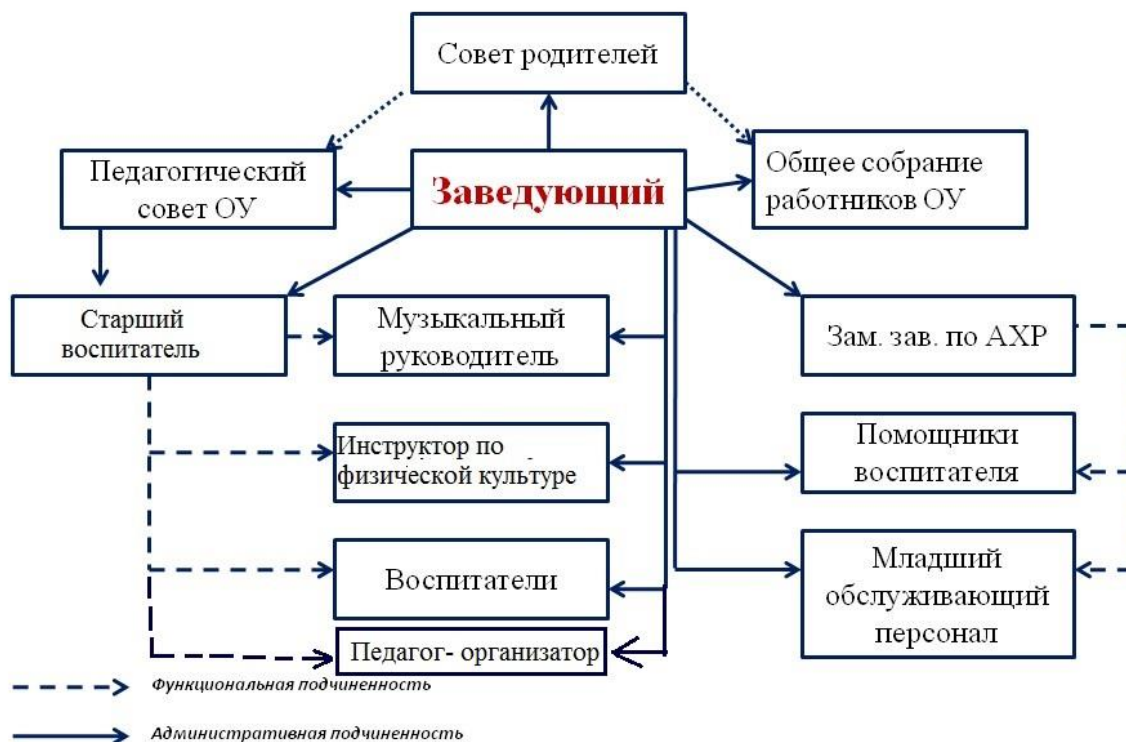 Совет родителей
Педагогический
совет ОУ
Заведующий
Общее собрание
работников ОУ
Старший
воспитатель
Музыкальный
руководитель
Зам. зав. по АХР
Инструктор по
физической культуре
Помощники
воспитателя
Воспитатели
Младший
обслуживающий
персонал
Педагог- организатор
Функциональная подчиненность
Административная подчиненность